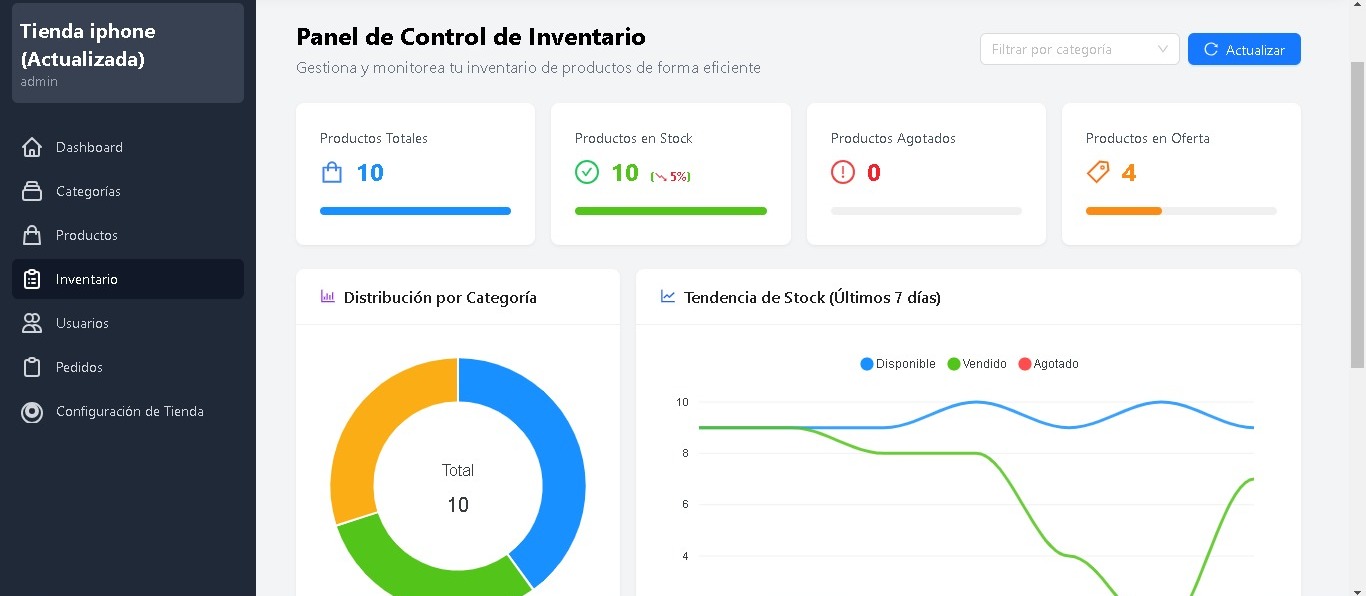 Tienda iphone
(Actualizada)
admin
Dashboard
Categorías
Productos
Inventario
Usuarios
Pedidos
Configuración de Tienda
Panel de Control de Inventario
Gestiona y monitorea tu inventario de productos de forma eficiente
Filtrar por categoría
Actualizar
Productos Totales
10
Productos en Stock
10 (5%)
Productos Agotados
0
Productos en Oferta
4
Distribución por Categoría
Total
10
Tendencia de Stock (Últimos 7 días)
Disponible Vendido Agotado
10
8
6
4